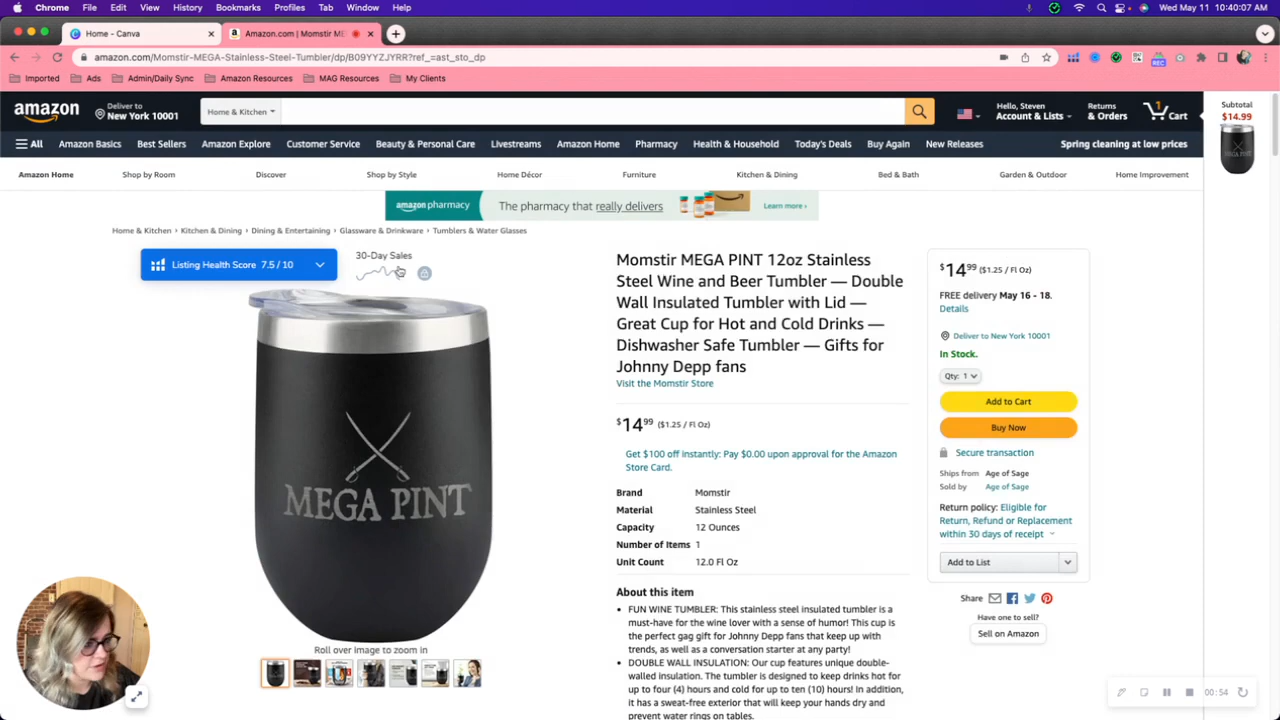 Chrome File Edit View History Bookmarks Profiles Tab Window Help Wed May 11 10:40:07 AM
Home - Canva Amazon.com | Momstir ME
amazon.com/Momstir-MEGA-Stainless-Steel-Tumbler/dp/B09YYZJYRR?ref_=ast_sto_dp
REC
Imported Ads Admin/Daily Sync Amazon Resources MAG Resources My Clients
amazon
Deliver to
New York 10001
Home & Kitchen
Hello, Steven
Account & Lists
Returns
& Orders
1
Cart
Subtotal
$14.99
MEGA PINT
All Amazon Basics Best Sellers Amazon Explore Customer Service Beauty & Personal Care Livestreams Amazon Home Pharmacy Health & Household Today's Deals Buy Again New Releases Spring cleaning at low prices
Amazon Home Shop by Room Discover Shop by Style Home Décor Furniture Kitchen & Dining Bed & Bath Garden & Outdoor Home Improvement
amazon pharmacy The pharmacy that really delivers Learn more ›
Home & Kitchen › Kitchen & Dining › Dining & Entertaining › Glassware & Drinkware › Tumblers & Water Glasses
Listing Health Score 7.5 / 10
30-Day Sales
MEGA PINT
Roll over image to zoom in
Momstir MEGA PINT 12oz Stainless
Steel Wine and Beer Tumbler — Double
Wall Insulated Tumbler with Lid —
Great Cup for Hot and Cold Drinks —
Dishwasher Safe Tumbler — Gifts for
Johnny Depp fans
Visit the Momstir Store
$14.99 ($1.25 / Fl Oz)
Get $100 off instantly: Pay $0.00 upon approval for the Amazon
Store Card.
Brand Momstir
Material Stainless Steel
Capacity 12 Ounces
Number of Items 1
Unit Count 12.0 Fl Oz
About this item
• FUN WINE TUMBLER: This stainless steel insulated tumbler is a
must-have for the wine lover with a sense of humor! This cup is
the perfect gag gift for Johnny Depp fans that keep up with
trends, as well as a conversation starter at any party!
• DOUBLE WALL INSULATION: Our cup features unique double-
walled insulation. The tumbler is designed to keep drinks hot for
up to four (4) hours and cold for up to ten (10) hours! In addition,
it has a sweat-free exterior that will keep your hands dry and
prevent water rings on tables.
$14.99 ($1.25 / Fl Oz)
FREE delivery May 16 - 18.
Details
Deliver to New York 10001
In Stock.
Qty: 1
Add to Cart
Buy Now
Secure transaction
Ships from Age of Sage
Sold by Age of Sage
Return policy: Eligible for
Return, Refund or Replacement
within 30 days of receipt
Add to List
Share
Have one to sell?
Sell on Amazon
00:54